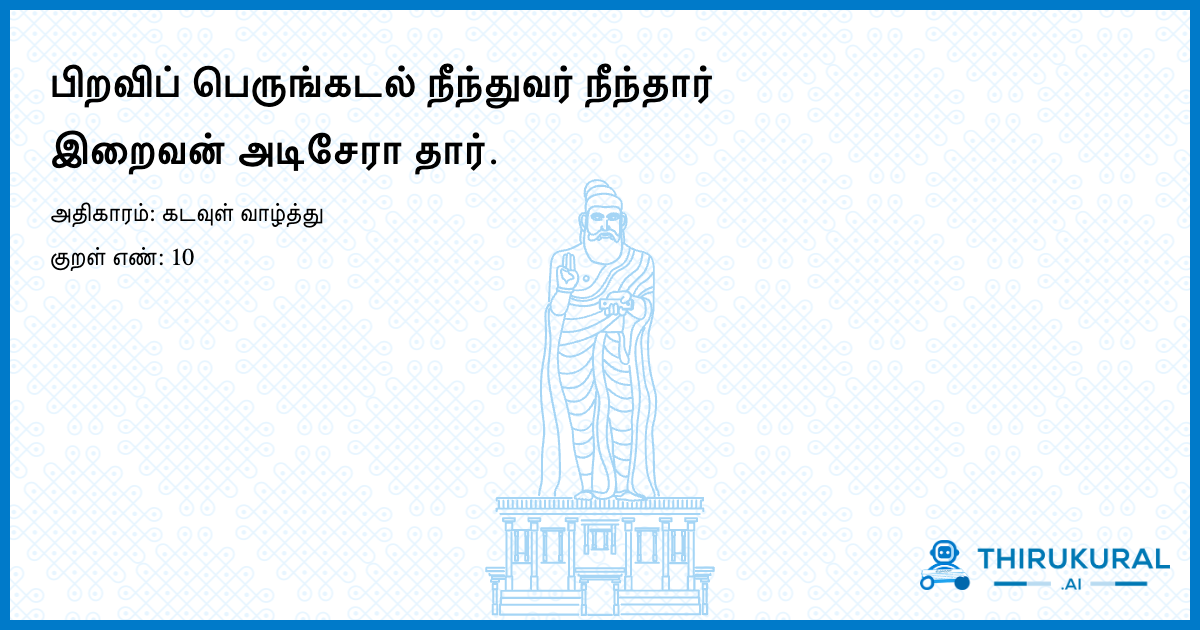 பிறவிப் பெருங்கடல் நீந்துவர் நீந்தார்
இறைவன் அடிசேரா தார்.
அதிகாரம்: கடவுள் வாழ்த்து
குறள் எண்: 10
THIRUKURAL
.AI